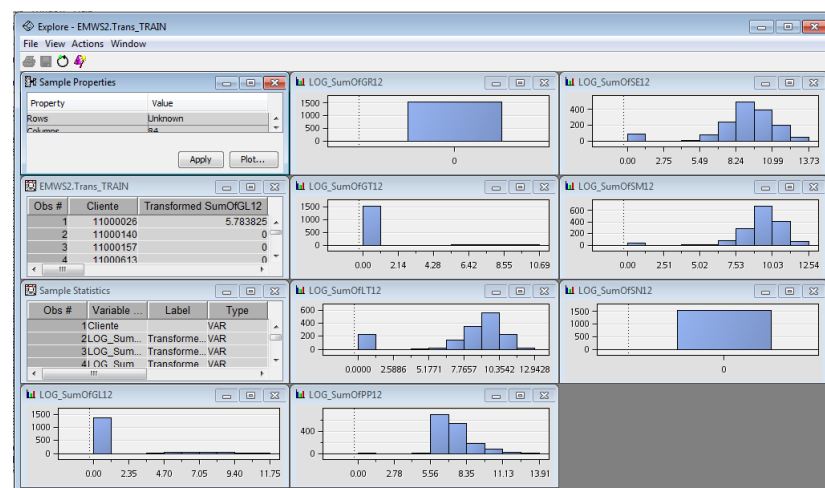 Explore - EMWS2.Trans_TRAIN
File View Actions Window
Sample Properties
Property Value
Rows Unknown
Columns 84
Apply Plot...
EMWS2.Trans_TRAIN
Obs # Cliente Transformed SumOfGL12
1 11000026 5.783825
2 11000140 0
3 11000157 0
4 11000613 0
Sample Statistics
Obs # Variable ... Label Type
1 Cliente VAR
2 LOG_Sum... Transforme... VAR
3 LOG_Sum... Transforme... VAR
4 LOG_Sum... Transforme... VAR
LOG_SumOfGL12
1500
1000
500
0
0.00 2.35 4.70 7.05 9.40 11.75
LOG_SumOfGR12
1500
1000
500
0
0
LOG_SumOfGT12
1500
1000
500
0
0.00 2.14 4.28 6.42 8.55 10.69
LOG_SumOfLT12
600
400
200
0
0.0000 2.5886 5.1771 7.7657 10.3542 12.9428
LOG_SumOfPP12
400
0
0.00 2.78 5.56 8.35 11.13 13.91
LOG_SumOfSE12
400
200
0
0.00 2.75 5.49 8.24 10.99 13.73
LOG_SumOfSM12
600
400
200
0
0.00 2.51 5.02 7.53 10.03 12.54
LOG_SumOfSN12
1500
1000
500
0
0